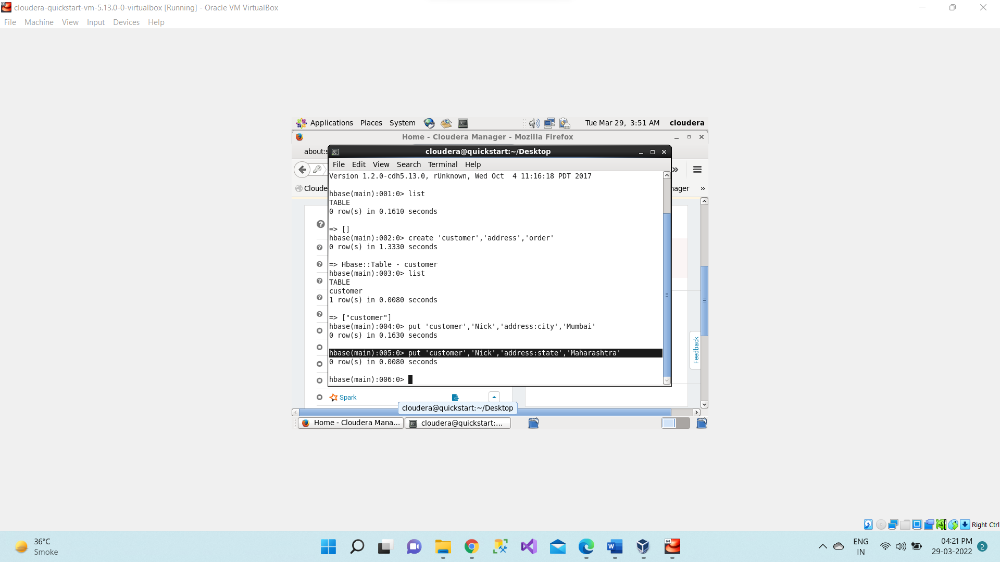 cloudera-quickstart-vm-5.13.0-0-virtualbox [Running] - Oracle VM VirtualBox
File Machine View Input Devices Help
Applications Places System Tue Mar 29, 3:51 AM cloudera
Home - Cloudera Manager - Mozilla Firefox
about:s
cloudera@quickstart:~/Desktop
File Edit View Search Terminal Help
Cloude
nager »
Version 1.2.0-cdh5.13.0, rUnknown, Wed Oct  4 11:16:18 PDT 2017
hbase(main):001:0> list
TABLE
0 row(s) in 0.1610 seconds
=> []
hbase(main):002:0> create 'customer','address','order'
0 row(s) in 1.3330 seconds
=> Hbase::Table - customer
hbase(main):003:0> list
TABLE
customer
1 row(s) in 0.0080 seconds
=> ["customer"]
hbase(main):004:0> put 'customer','Nick','address:city','Mumbai'
0 row(s) in 0.1630 seconds
hbase(main):005:0> put 'customer','Nick','address:state','Maharashtra'
0 row(s) in 0.0080 seconds
hbase(main):006:0>
Feedback
Spark
cloudera@quickstart:~/Desktop
Home - Cloudera Mana... cloudera@quickstart:...
Right Ctrl
36°C
Smoke
64
ENG
IN
04:21 PM
29-03-2022
2